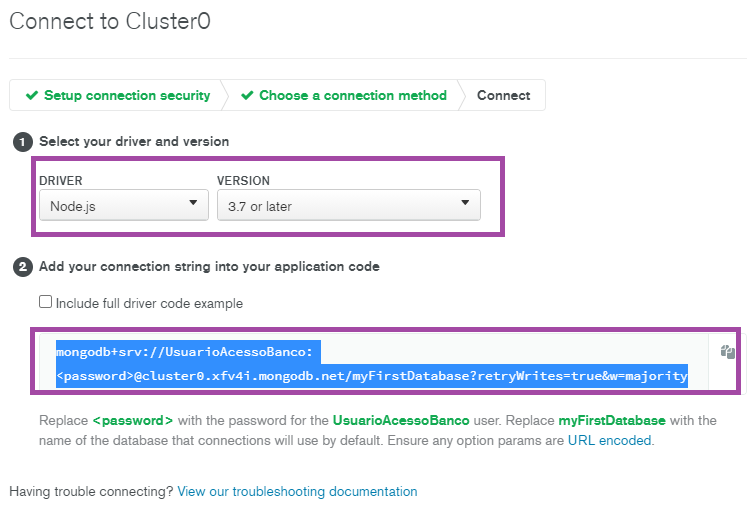 Connect to Cluster0
Setup connection security
Choose a connection method
Connect
1 Select your driver and version
DRIVER VERSION
Node.js 3.7 or later
2 Add your connection string into your application code
Include full driver code example
mongodb+srv://UsuarioAcessoBanco:
<password>@cluster0.xfv4i.mongodb.net/myFirstDatabase?retryWrites=true&w=majority
Replace <password> with the password for the UsuarioAcessoBanco user. Replace myFirstDatabase with the
name of the database that connections will use by default. Ensure any option params are URL encoded.
Having trouble connecting? View our troubleshooting documentation